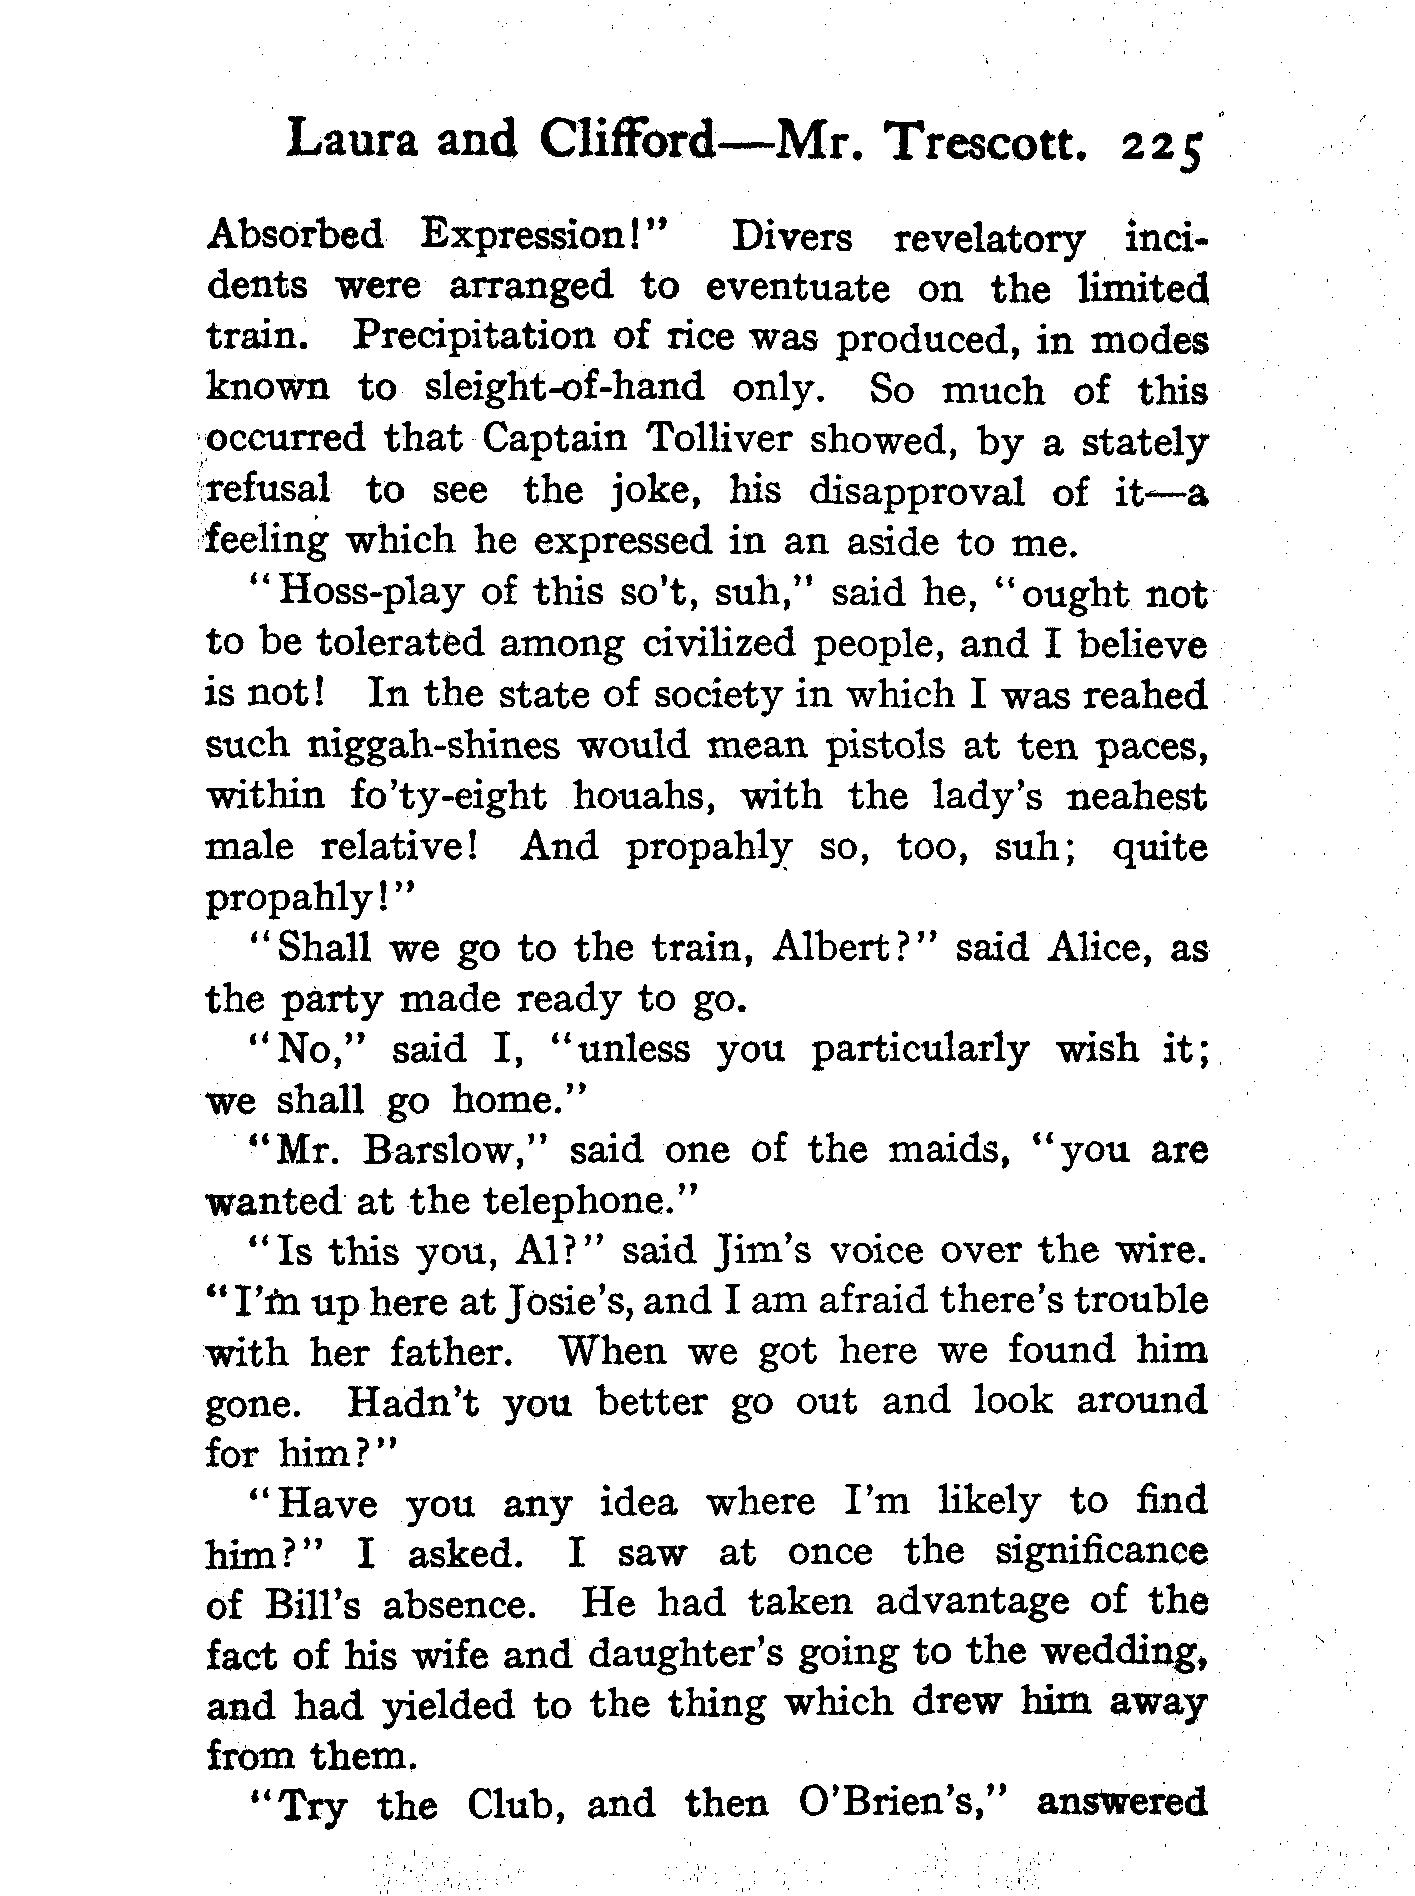 Laura and Clifford—Mr. Trescott. 225
Absorbed Expression!" Divers revelatory inci-
dents were arranged to eventuate on the limited
train. Precipitation of rice was produced, in modes
known to sleight-of-hand only. So much of this
occurred that Captain Tolliver showed, by a stately
refusal to see the joke, his disapproval of it—a
feeling which he expressed in an aside to me.
"Hoss-play of this so't, suh," said he, "ought not
to be tolerated among civilized people, and I believe
is not! In the state of society in which I was reahed
such niggah-shines would mean pistols at ten paces,
within fo'ty-eight houahs, with the lady's neahest
male relative! And propahly so, too, suh; quite
propahly!"
"Shall we go to the train, Albert?" said Alice, as
the party made ready to go.
"No," said I, "unless you particularly wish it;
we shall go home."
"Mr. Barslow," said one of the maids, "you are
wanted at the telephone."
"Is this you, Al?" said Jim's voice over the wire.
"I'm up here at Josie's, and I am afraid there's trouble
with her father. When we got here we found him
gone. Hadn't you better go out and look around
for him?"
"Have you any idea where I'm likely to find
him?" I asked. I saw at once the significance
of Bill's absence. He had taken advantage of the
fact of his wife and daughter's going to the wedding,
and had yielded to the thing which drew him away
from them.
"Try the Club, and then O'Brien's," answered